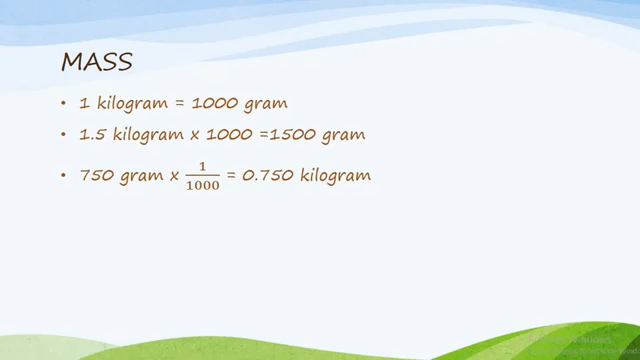 MASS
• 1 kilogram = 1000 gram
• 1.5 kilogram x 1000 =1500 gram
• 750 gram x 1/1000 = 0.750 kilogram